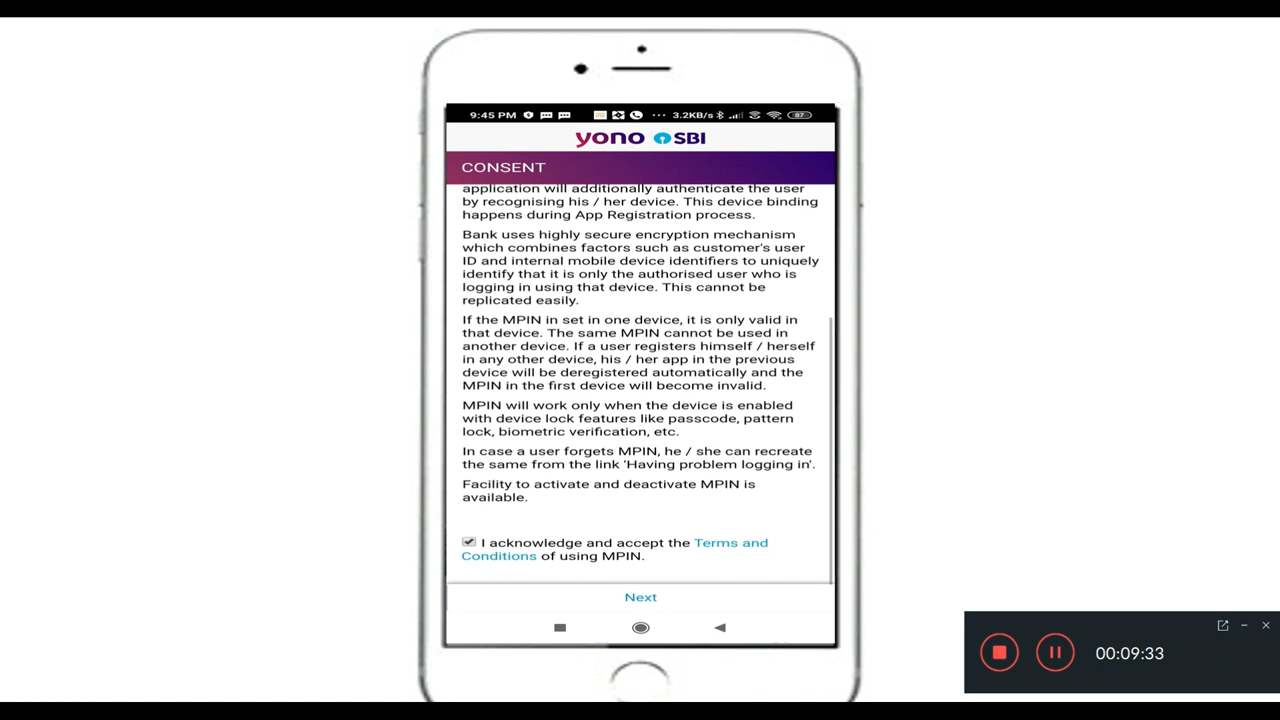 9:45 PM 3.2KB/s 87
yono SBI
CONSENT
application will additionally authenticate the user
by recognising his / her device. This device binding
happens during App Registration process.
Bank uses highly secure encryption mechanism
which combines factors such as customer's user
ID and internal mobile device identifiers to uniquely
identify that it is only the authorised user who is
logging in using that device. This cannot be
replicated easily.
If the MPIN in set in one device, it is only valid in
that device. The same MPIN cannot be used in
another device. If a user registers himself / herself
in any other device, his / her app in the previous
device will be deregistered automatically and the
MPIN in the first device will become invalid.
MPIN will work only when the device is enabled
with device lock features like passcode, pattern
lock, biometric verification, etc.
In case a user forgets MPIN, he / she can recreate
the same from the link 'Having problem logging in'.
Facility to activate and deactivate MPIN is
available.
I acknowledge and accept the Terms and
Conditions of using MPIN.
Next
00:09:33